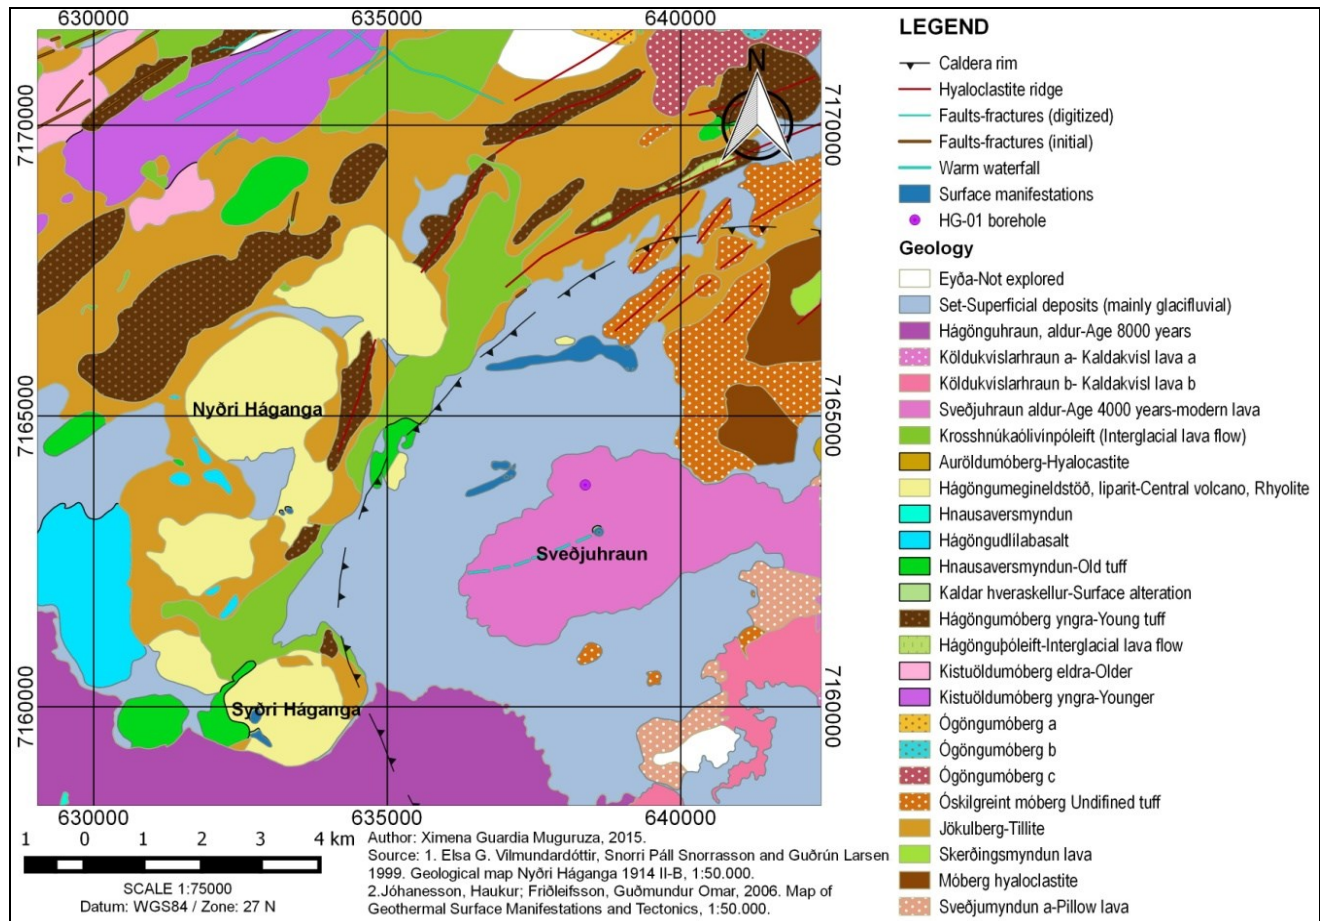 630000 635000 640000
7170000 7170000
7165000 7165000
7160000 7160000
N
Nyðri Háganga
Sveðjuhraun
Syðri Háganga
630000 635000 640000
1 0 1 2 3 4 km
SCALE 1:75000
Datum: WGS84 / Zone: 27 N
Author: Ximena Guardia Muguruza, 2015.
Source: 1. Elsa G. Vilmundardóttir, Snorri Páll Snorrasson and Guðrún Larsen
1999. Geological map Nyðri Háganga 1914 II-B, 1:50.000.
2.Jóhanesson, Haukur; Friðleifsson, Guðmundur Omar, 2006. Map of
Geothermal Surface Manifestations and Tectonics, 1:50.000.
LEGEND
Caldera rim
Hyaloclastite ridge
Faults-fractures (digitized)
Faults-fractures (initial)
Warm waterfall
Surface manifestations
HG-01 borehole
Geology
Eyða-Not explored
Set-Superficial deposits (mainly glacifluvial)
Hágönguhraun, aldur-Age 8000 years
Köldukvislarhraun a- Kaldakvisl lava a
Köldukvislarhraun b- Kaldakvisl lava b
Sveðjuhraun aldur-Age 4000 years-modern lava
Krosshnúkaólivínpóleift (Interglacial lava flow)
Auröldumóberg-Hyalocastite
Hágöngumegineldstöð, liparit-Central volcano, Rhyolite
Hnausaversmyndun
Hágöngudlilabasalt
Hnausaversmyndun-Old tuff
Kaldar hveraskellur-Surface alteration
Hágöngumóberg yngra-Young tuff
Hágönguþóleift-Interglacial lava flow
Kistuöldumóberg eldra-Older
Kistuöldumóberg yngra-Younger
Ógöngumóberg a
Ógöngumóberg b
Ógöngumóberg c
Óskilgreint móberg Undifined tuff
Jökulberg-Tillite
Skerðingsmyndun lava
Móberg hyaloclastite
Sveðjumyndun a-Pillow lava